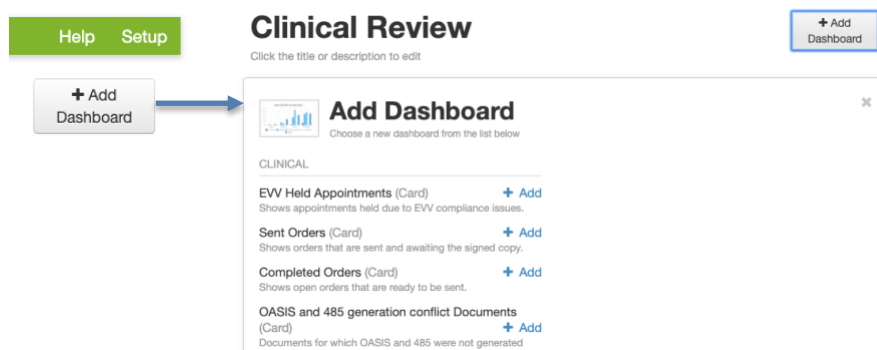 Help Setup
+ Add
Dashboard
Clinical Review
Click the title or description to edit
+ Add
Dashboard
Add Dashboard
Choose a new dashboard from the list below
CLINICAL
EVV Held Appointments (Card) + Add
Shows appointments held due to EVV compliance issues.
Sent Orders (Card) + Add
Shows orders that are sent and awaiting the signed copy.
Completed Orders (Card) + Add
Shows open orders that are ready to be sent.
OASIS and 485 generation conflict Documents
(Card) + Add
Documents for which OASIS and 485 were not generated